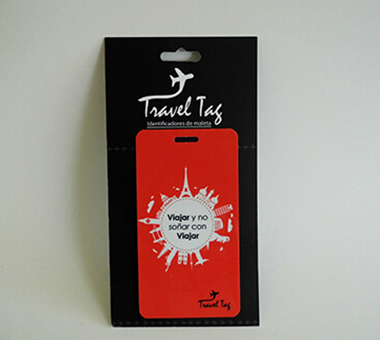 Travel Tag
Identificadores de maleta
Viajar y no
soñar con
Viajar
Travel Tag